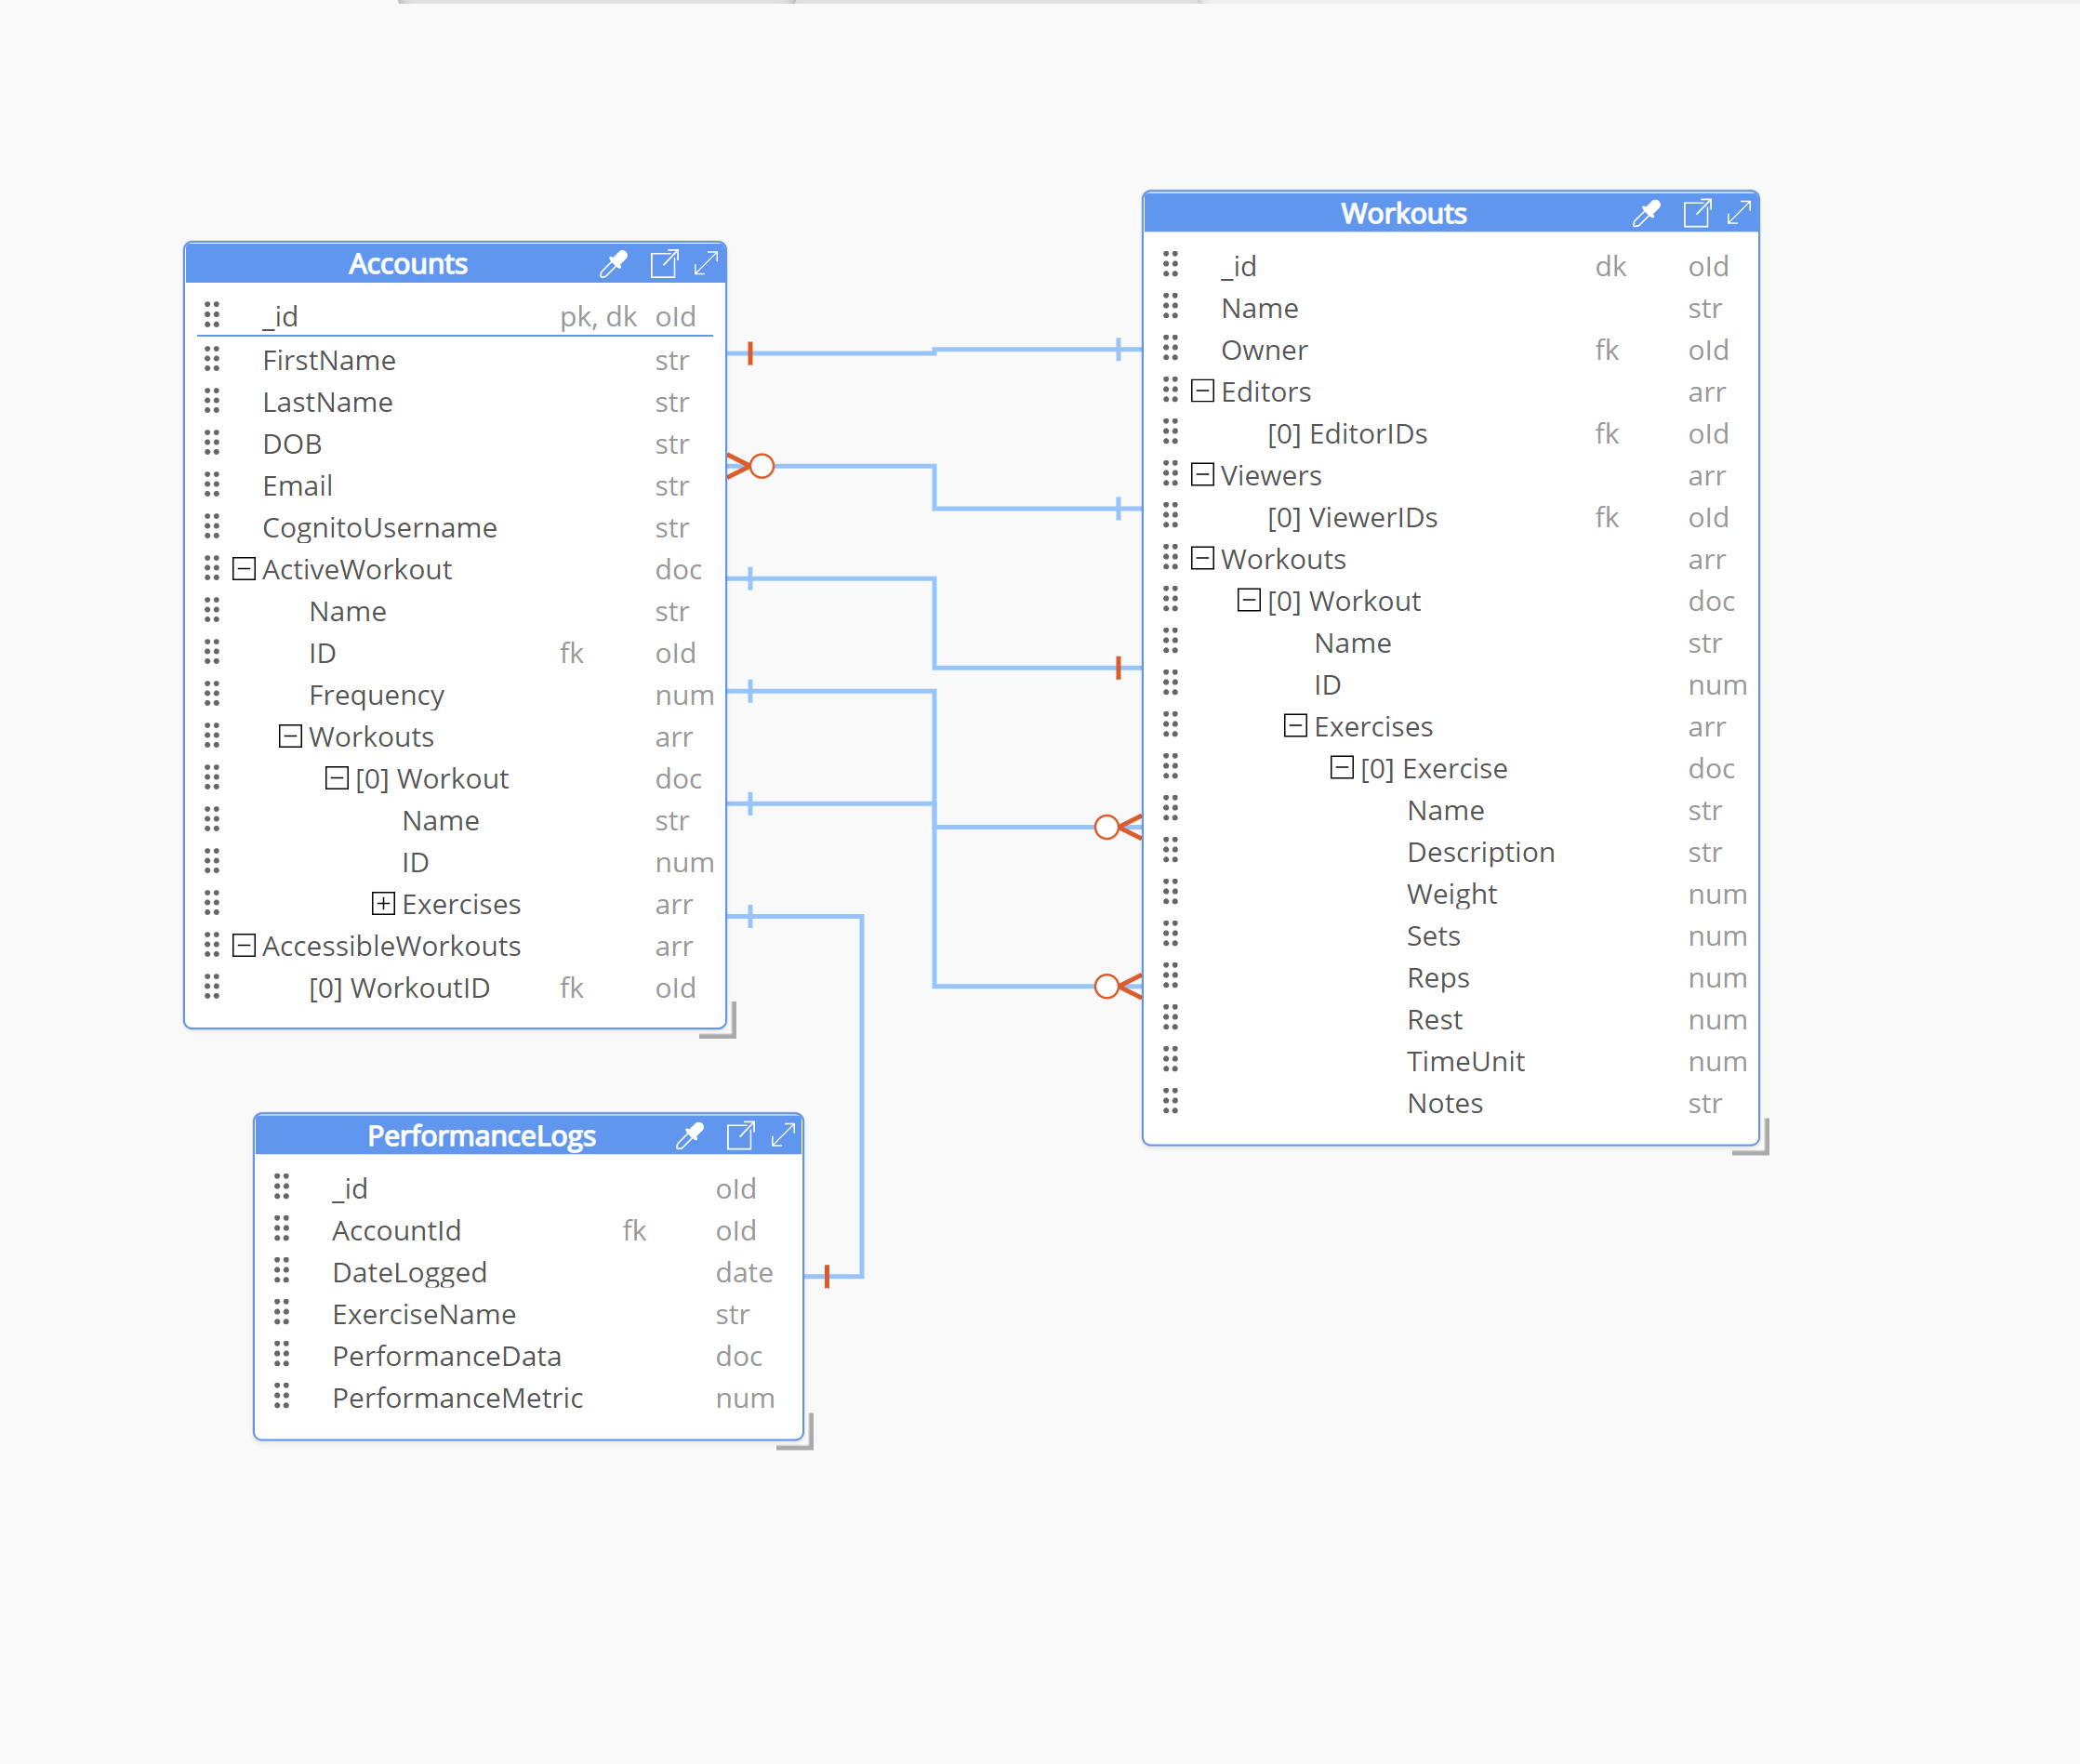 Accounts
_id pk, dk oId
FirstName str
LastName str
DOB str
Email str
CognitoUsername str
ActiveWorkout doc
Name str
ID fk oId
Frequency num
Workouts arr
[0] Workout doc
Name str
ID num
Exercises arr
AccessibleWorkouts arr
[0] WorkoutID fk oId
Workouts
_id dk oId
Name str
Owner fk oId
Editors arr
[0] EditorIDs fk oId
Viewers arr
[0] ViewerIDs fk oId
Workouts arr
[0] Workout doc
Name str
ID num
Exercises arr
[0] Exercise doc
Name str
Description str
Weight num
Sets num
Reps num
Rest num
TimeUnit num
Notes str
PerformanceLogs
_id oId
AccountId fk oId
DateLogged date
ExerciseName str
PerformanceData doc
PerformanceMetric num